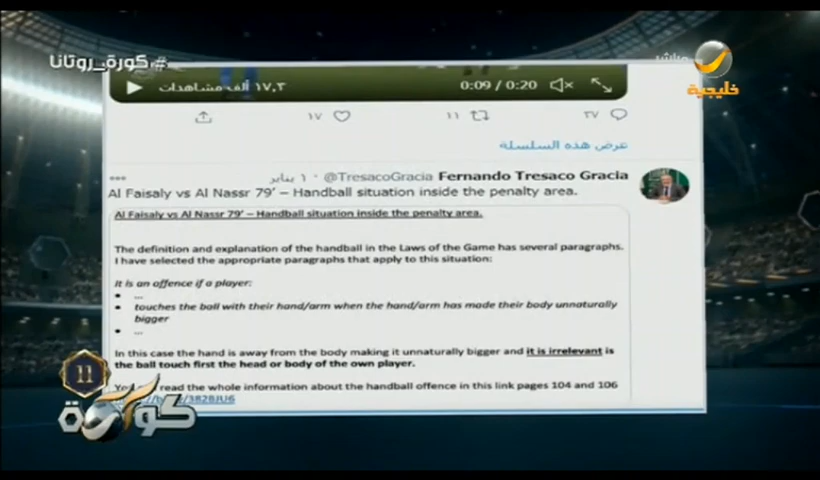 #كورة_روتانا
مباشر
خليجية
١٧,٣ ألف مشاهدات
0:09 / 0:20
١٧
١١
٢٧
عرض هذه السلسلة
Fernando Tresaco Gracia @TresacoGracia · ١ يناير
Al Faisaly vs Al Nassr 79' – Handball situation inside the penalty area.
Al Faisaly vs Al Nassr 79' – Handball situation inside the penalty area.
The definition and explanation of the handball in the Laws of the Game has several paragraphs.
I have selected the appropriate paragraphs that apply to this situation:
It is an offence if a player:
• ...
• touches the ball with their hand/arm when the hand/arm has made their body unnaturally
bigger
• ...
In this case the hand is away from the body making it unnaturally bigger and it is irrelevant is
the ball touch first the head or body of the own player.
read the whole information about the handball offence in this link pages 104 and 106
11
كورة